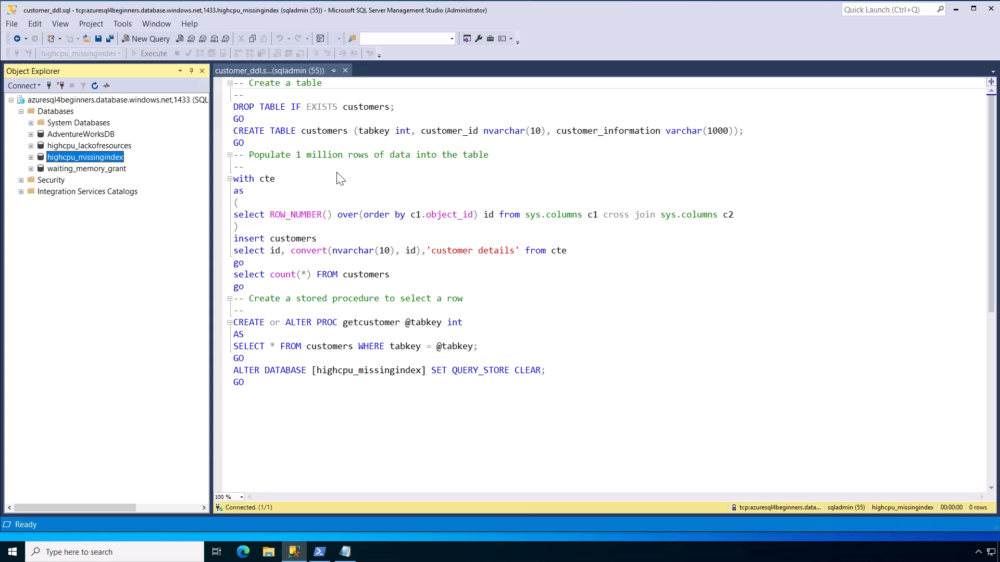 customer_ddl.sql - tcp:azuresql4beginners.database.windows.net,1433.highcpu_missingindex (sqladmin (55)) - Microsoft SQL Server Management Studio (Administrator)
Quick Launch (Ctrl+Q)
File Edit View Project Tools Window Help
New Query MDX DMX XMLA DAX
highcpu_missingindex Execute
Object Explorer
customer_ddl.s...(sqladmin (55))
Connect
azuresql4beginners.database.windows.net,1433 (SQL
Databases
System Databases
AdventureWorksDB
highcpu_lackofresources
highcpu_missingindex
waiting_memory_grant
Security
Integration Services Catalogs
-- Create a table
--
DROP TABLE IF EXISTS customers;
GO
CREATE TABLE customers (tabkey int, customer_id nvarchar(10), customer_information varchar(1000));
GO
-- Populate 1 million rows of data into the table
--
with cte
as
(
select ROW_NUMBER() over(order by c1.object_id) id from sys.columns c1 cross join sys.columns c2
)
insert customers
select id, convert(nvarchar(10), id),'customer details' from cte
go
select count(*) FROM customers
go
-- Create a stored procedure to select a row
--
CREATE or ALTER PROC getcustomer @tabkey int
AS
SELECT * FROM customers WHERE tabkey = @tabkey;
GO
ALTER DATABASE [highcpu_missingindex] SET QUERY_STORE CLEAR;
GO
100 %
Connected. (1/1)
tcp:azuresql4beginners.data... sqladmin (55) highcpu_missingindex 00:00:00 0 rows
Ready
Type here to search